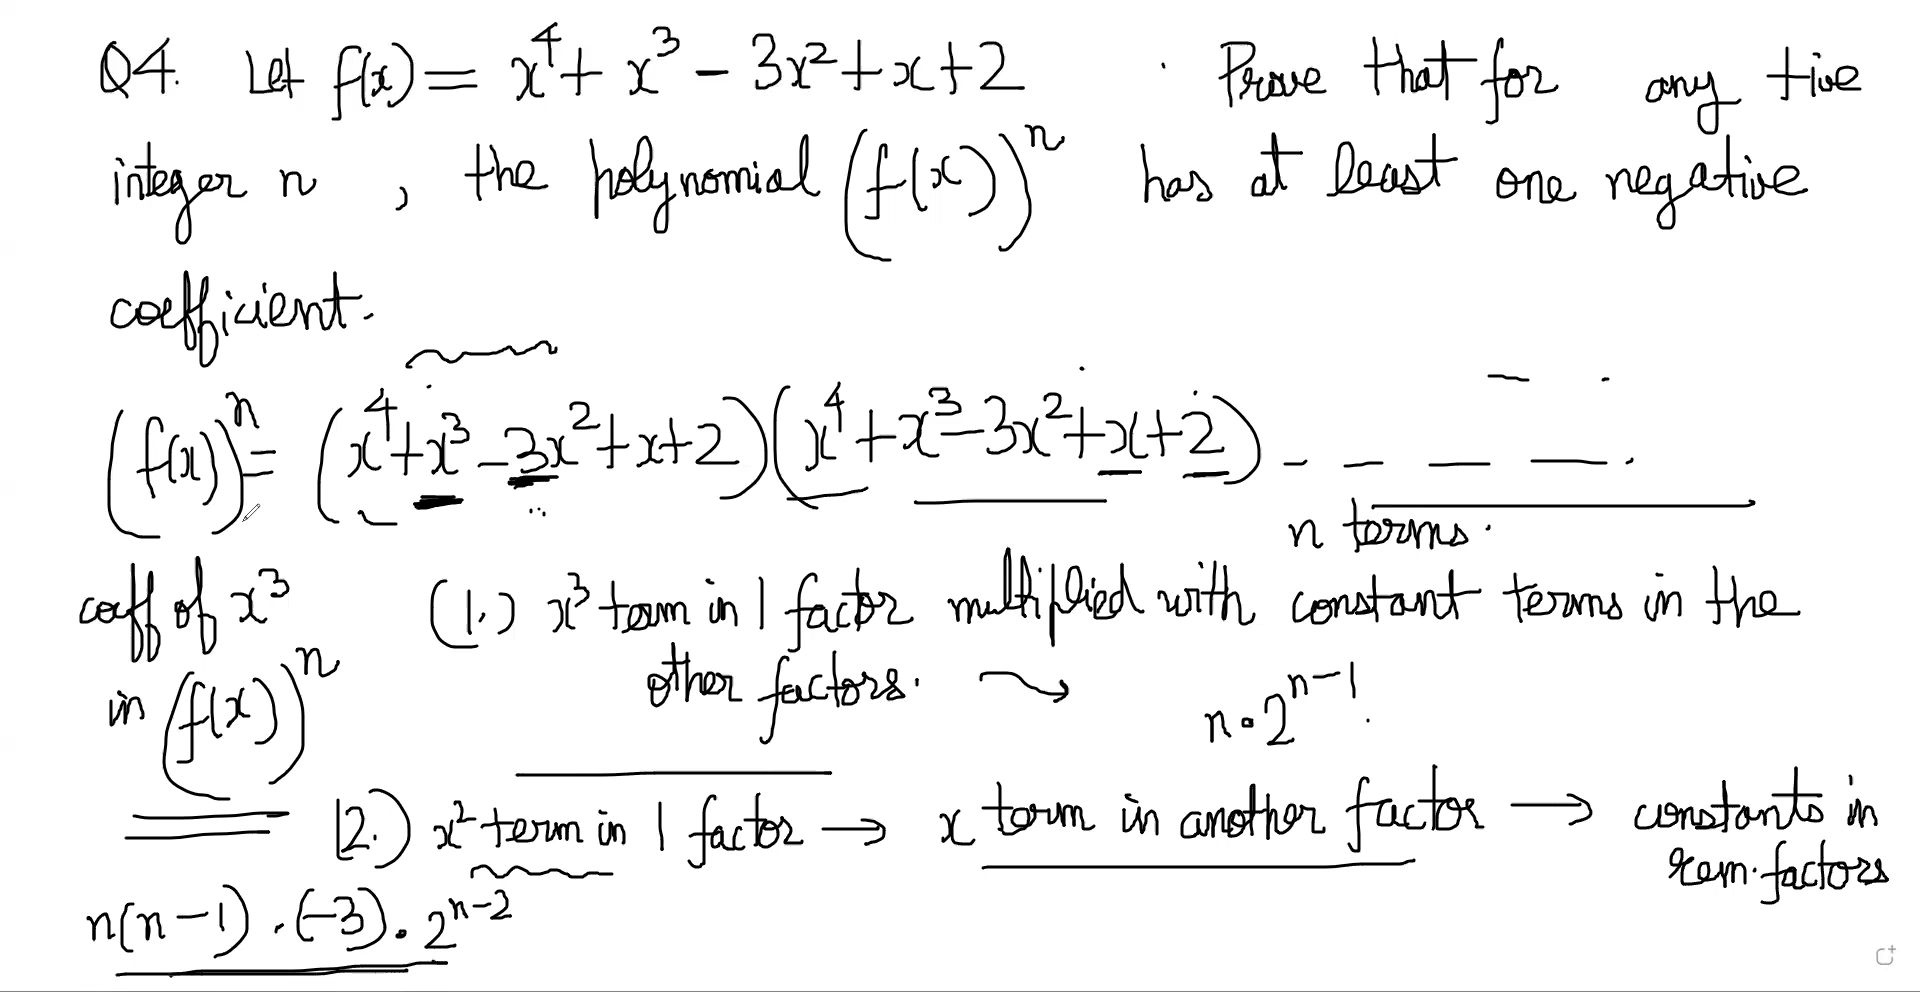 Q4. Let f(x) = x⁴ + x³ - 3x² + x + 2 . Prove that for any +ive
integer n , the polynomial (f(x))ⁿ has at least one negative
coefficient.
(f(x))ⁿ = (x⁴ + x³ - 3x² + x + 2)(x⁴ + x³ - 3x² + x + 2) - - - - .
n terms.
coeff of x³ (1.) x³ term in 1 factor multiplied with constant terms in the
other factors. → n • 2ⁿ⁻¹.
in (f(x))ⁿ
(2.) x² term in 1 factor → x term in another factor → constants in
rem. factors
n(n-1) . (-3) . 2ⁿ⁻²